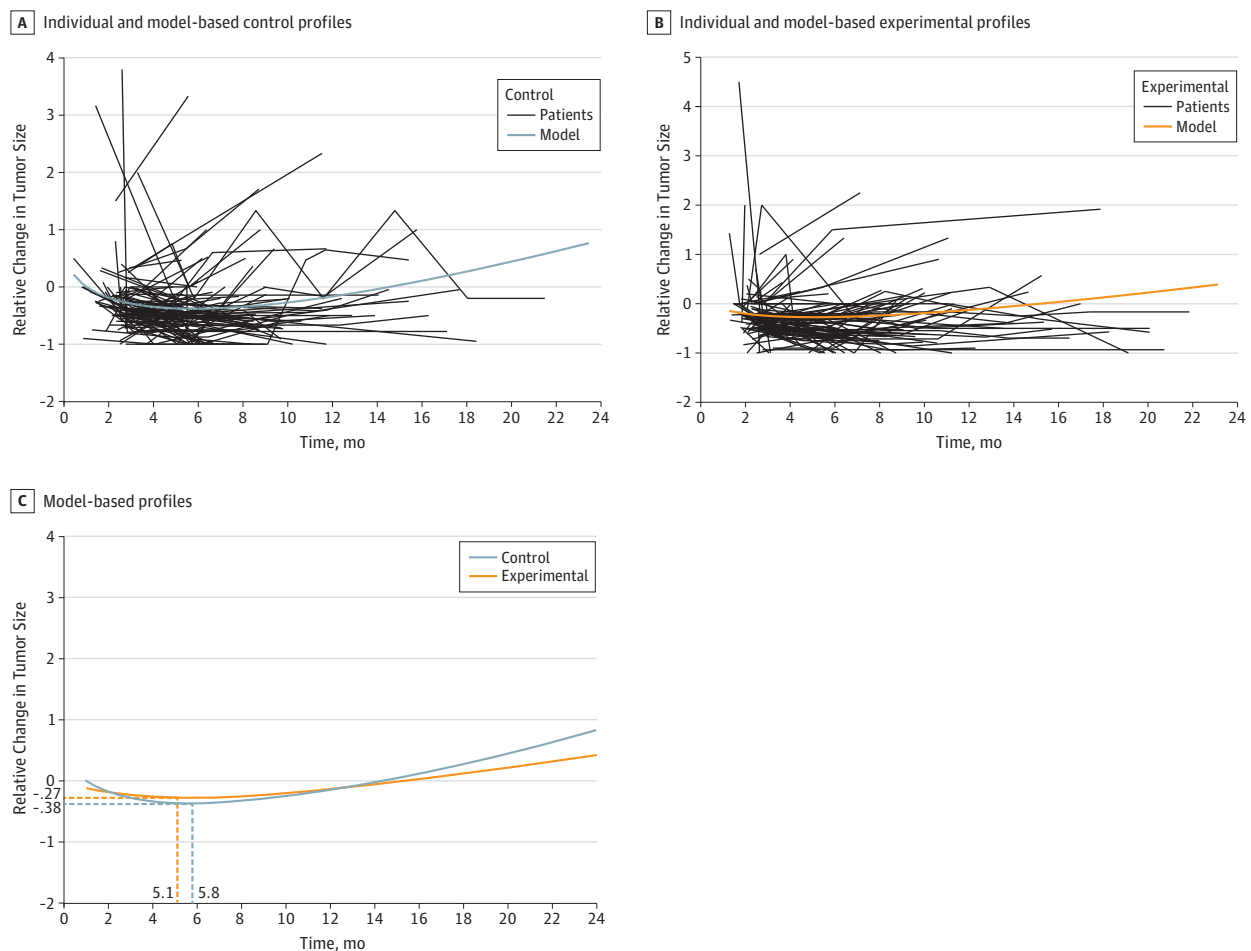 A Individual and model-based control profiles
4
3
2
1
0
-1
-2
Relative Change in Tumor Size
0 2 4 6 8 10 12 14 16 18 20 22 24
Time, mo
Control
Patients
Model
B Individual and model-based experimental profiles
5
4
3
2
1
0
-1
-2
Relative Change in Tumor Size
0 2 4 6 8 10 12 14 16 18 20 22 24
Time, mo
Experimental
Patients
Model
C Model-based profiles
4
3
2
1
0
-.27
-.38
-1
-2
Relative Change in Tumor Size
5.1 5.8
0 2 4 6 8 10 12 14 16 18 20 22 24
Time, mo
Control
Experimental